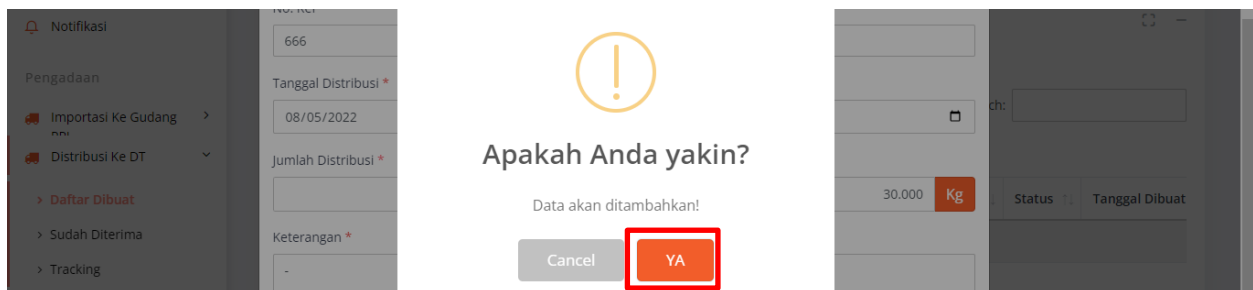 Notifikasi
Pengadaan
Importasi Ke Gudang
Distribusi Ke DT
Daftar Dibuat
Sudah Diterima
Tracking
No. Ref
666
Tanggal Distribusi *
08/05/2022
Jumlah Distribusi *
30.000 Kg
Keterangan *
-
Apakah Anda yakin?
Data akan ditambahkan!
Cancel YA
Status Tanggal Dibuat